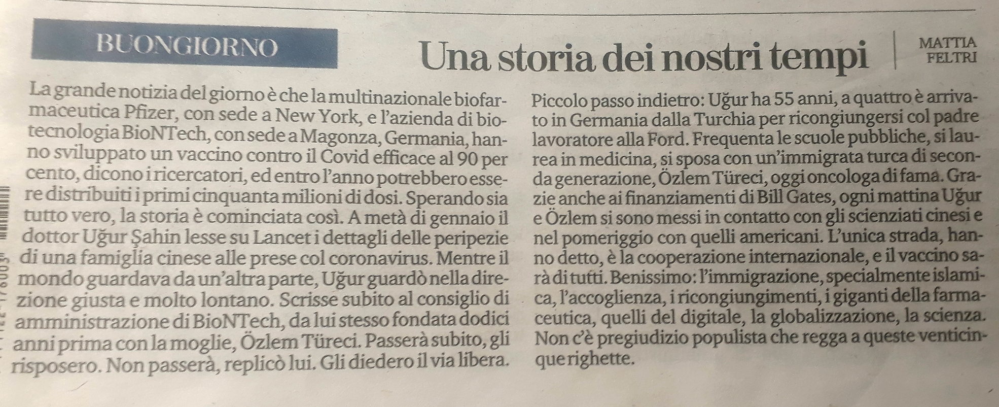 BUONGIORNO
Una storia dei nostri tempi
MATTIA
FELTRI
La grande notizia del giorno è che la multinazionale biofar-
maceutica Pfizer, con sede a New York, e l'azienda di bio-
tecnologia BioNTech, con sede a Magonza, Germania, han-
no sviluppato un vaccino contro il Covid efficace al 90 per
cento, dicono i ricercatori, ed entro l'anno potrebbero esse-
re distribuiti i primi cinquanta milioni di dosi. Sperando sia
tutto vero, la storia è cominciata così. A metà di gennaio il
dottor Uğur Şahin lesse su Lancet i dettagli delle peripezie
di una famiglia cinese alle prese col coronavirus. Mentre il
mondo guardava da un'altra parte, Uğur guardò nella dire-
zione giusta e molto lontano. Scrisse subito al consiglio di
amministrazione di BioNTech, da lui stesso fondata dodici
anni prima con la moglie, Özlem Türeci. Passerà subito, gli
risposero. Non passerà, replicò lui. Gli diedero il via libera.
Piccolo passo indietro: Uğur ha 55 anni, a quattro è arriva-
to in Germania dalla Turchia per ricongiungersi col padre
lavoratore alla Ford. Frequenta le scuole pubbliche, si lau-
rea in medicina, si sposa con un'immigrata turca di secon-
da generazione, Özlem Türeci, oggi oncologa di fama. Gra-
zie anche ai finanziamenti di Bill Gates, ogni mattina Uğur
e Özlem si sono messi in contatto con gli scienziati cinesi e
nel pomeriggio con quelli americani. L'unica strada, han-
no detto, è la cooperazione internazionale, e il vaccino sa-
rà di tutti. Benissimo: l'immigrazione, specialmente islami-
ca, l'accoglienza, i ricongiungimenti, i giganti della farma-
ceutica, quelli del digitale, la globalizzazione, la scienza.
Non c'è pregiudizio populista che regga a queste venticin-
que righette.